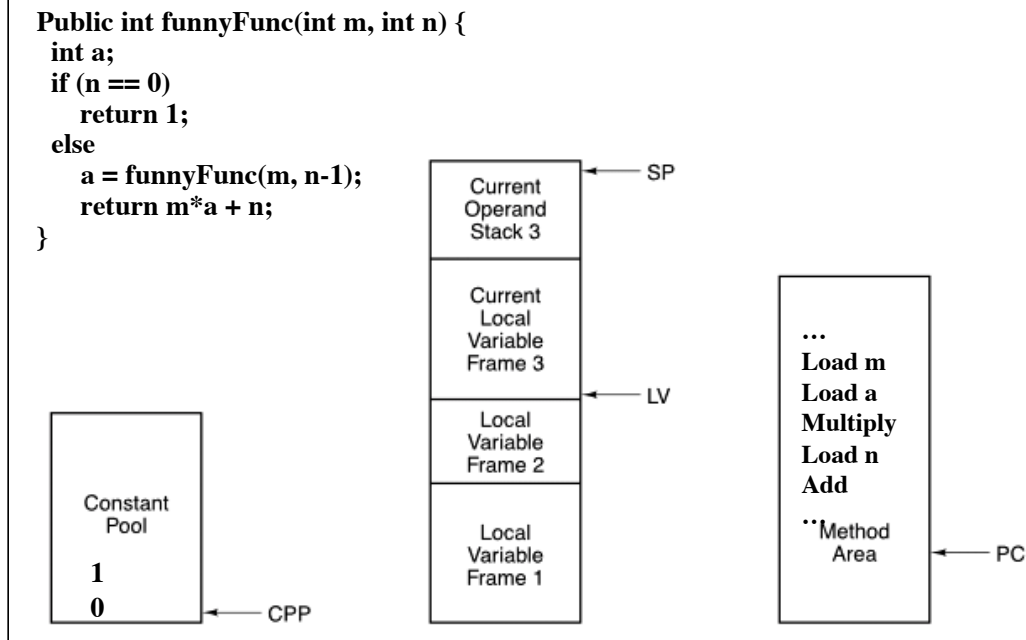 Public int funnyFunc(int m, int n) {
int a;
if (n == 0)
return 1;
else
a = funnyFunc(m, n-1);
return m*a + n;
}
Constant
Pool
1
0
CPP
Current
Operand
Stack 3
SP
Current
Local
Variable
Frame 3
LV
Local
Variable
Frame 2
Local
Variable
Frame 1
…
Load m
Load a
Multiply
Load n
Add
…
Method
Area
PC